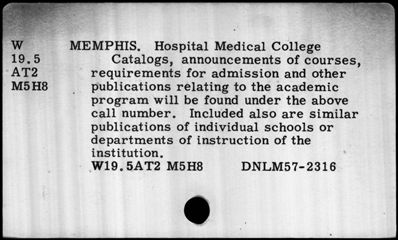 W MEMPHIS. Hospital Medical College
19.5 Catalogs, announcements of courses,
AT2 requirements for admission and other
M5H8 publications relating to the academic
program will be found under the above
call number. Included also are similar
publications of individual schools or
departments of instruction of the
institution.
W19.5AT2 M5H8 DNLM57-2316